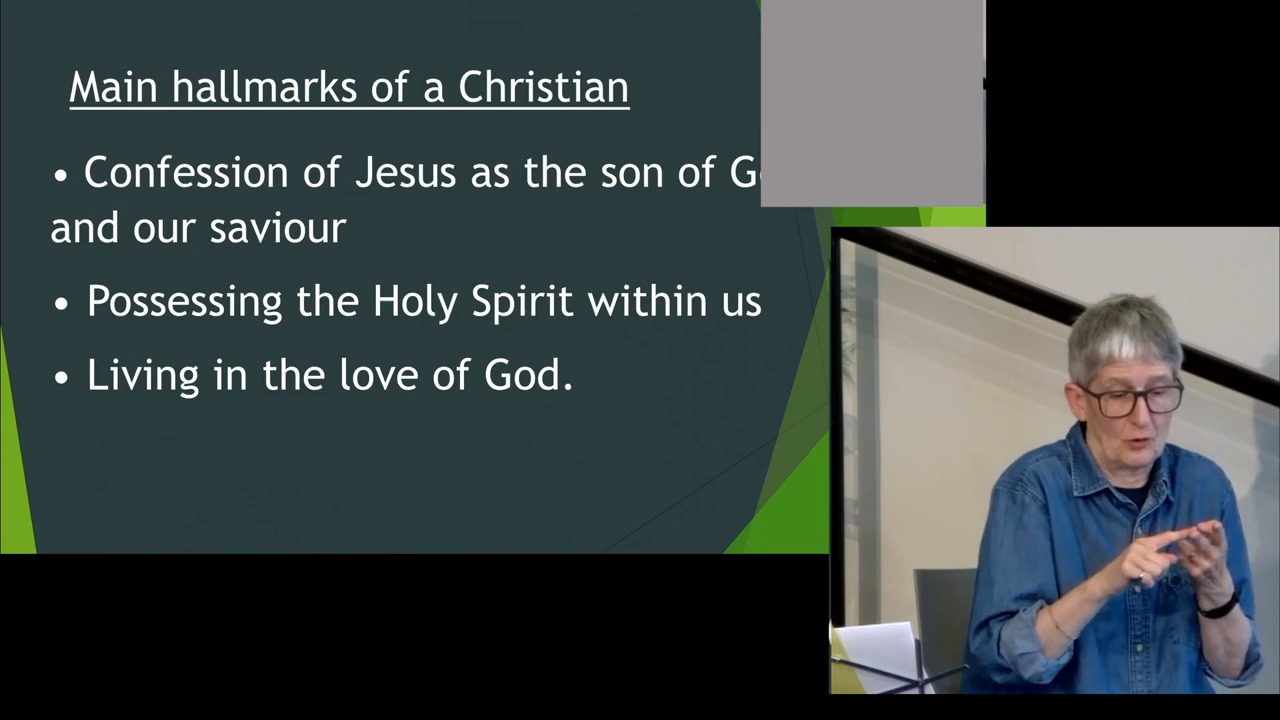 Main hallmarks of a Christian
• Confession of Jesus as the son of
and our saviour
• Possessing the Holy Spirit within us
• Living in the love of God.